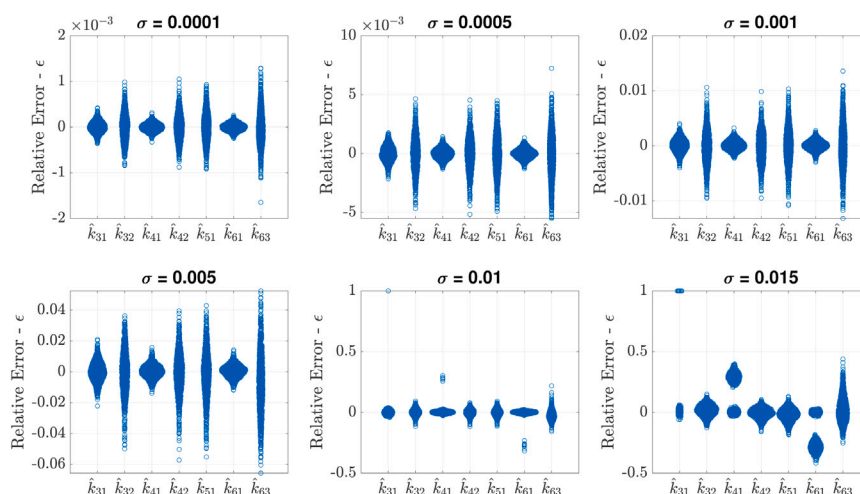 σ = 0.0001
σ = 0.0005
σ = 0.001
×10⁻³
2
1
0
-1
-2
Relative Error - ϵ
k̂₃₁ k̂₃₂ k̂₄₁ k̂₄₂ k̂₅₁ k̂₆₁ k̂₆₃
10 ×10⁻³
5
0
-5
Relative Error - ϵ
k̂₃₁ k̂₃₂ k̂₄₁ k̂₄₂ k̂₅₁ k̂₆₁ k̂₆₃
0.02
0.01
0
-0.01
Relative Error - ϵ
k̂₃₁ k̂₃₂ k̂₄₁ k̂₄₂ k̂₅₁ k̂₆₁ k̂₆₃
σ = 0.005
σ = 0.01
σ = 0.015
0.04
0.02
0
-0.02
-0.04
-0.06
Relative Error - ϵ
k̂₃₁ k̂₃₂ k̂₄₁ k̂₄₂ k̂₅₁ k̂₆₁ k̂₆₃
1
0.5
0
-0.5
Relative Error - ϵ
k̂₃₁ k̂₃₂ k̂₄₁ k̂₄₂ k̂₅₁ k̂₆₁ k̂₆₃
1
0.5
0
-0.5
Relative Error - ϵ
k̂₃₁ k̂₃₂ k̂₄₁ k̂₄₂ k̂₅₁ k̂₆₁ k̂₆₃